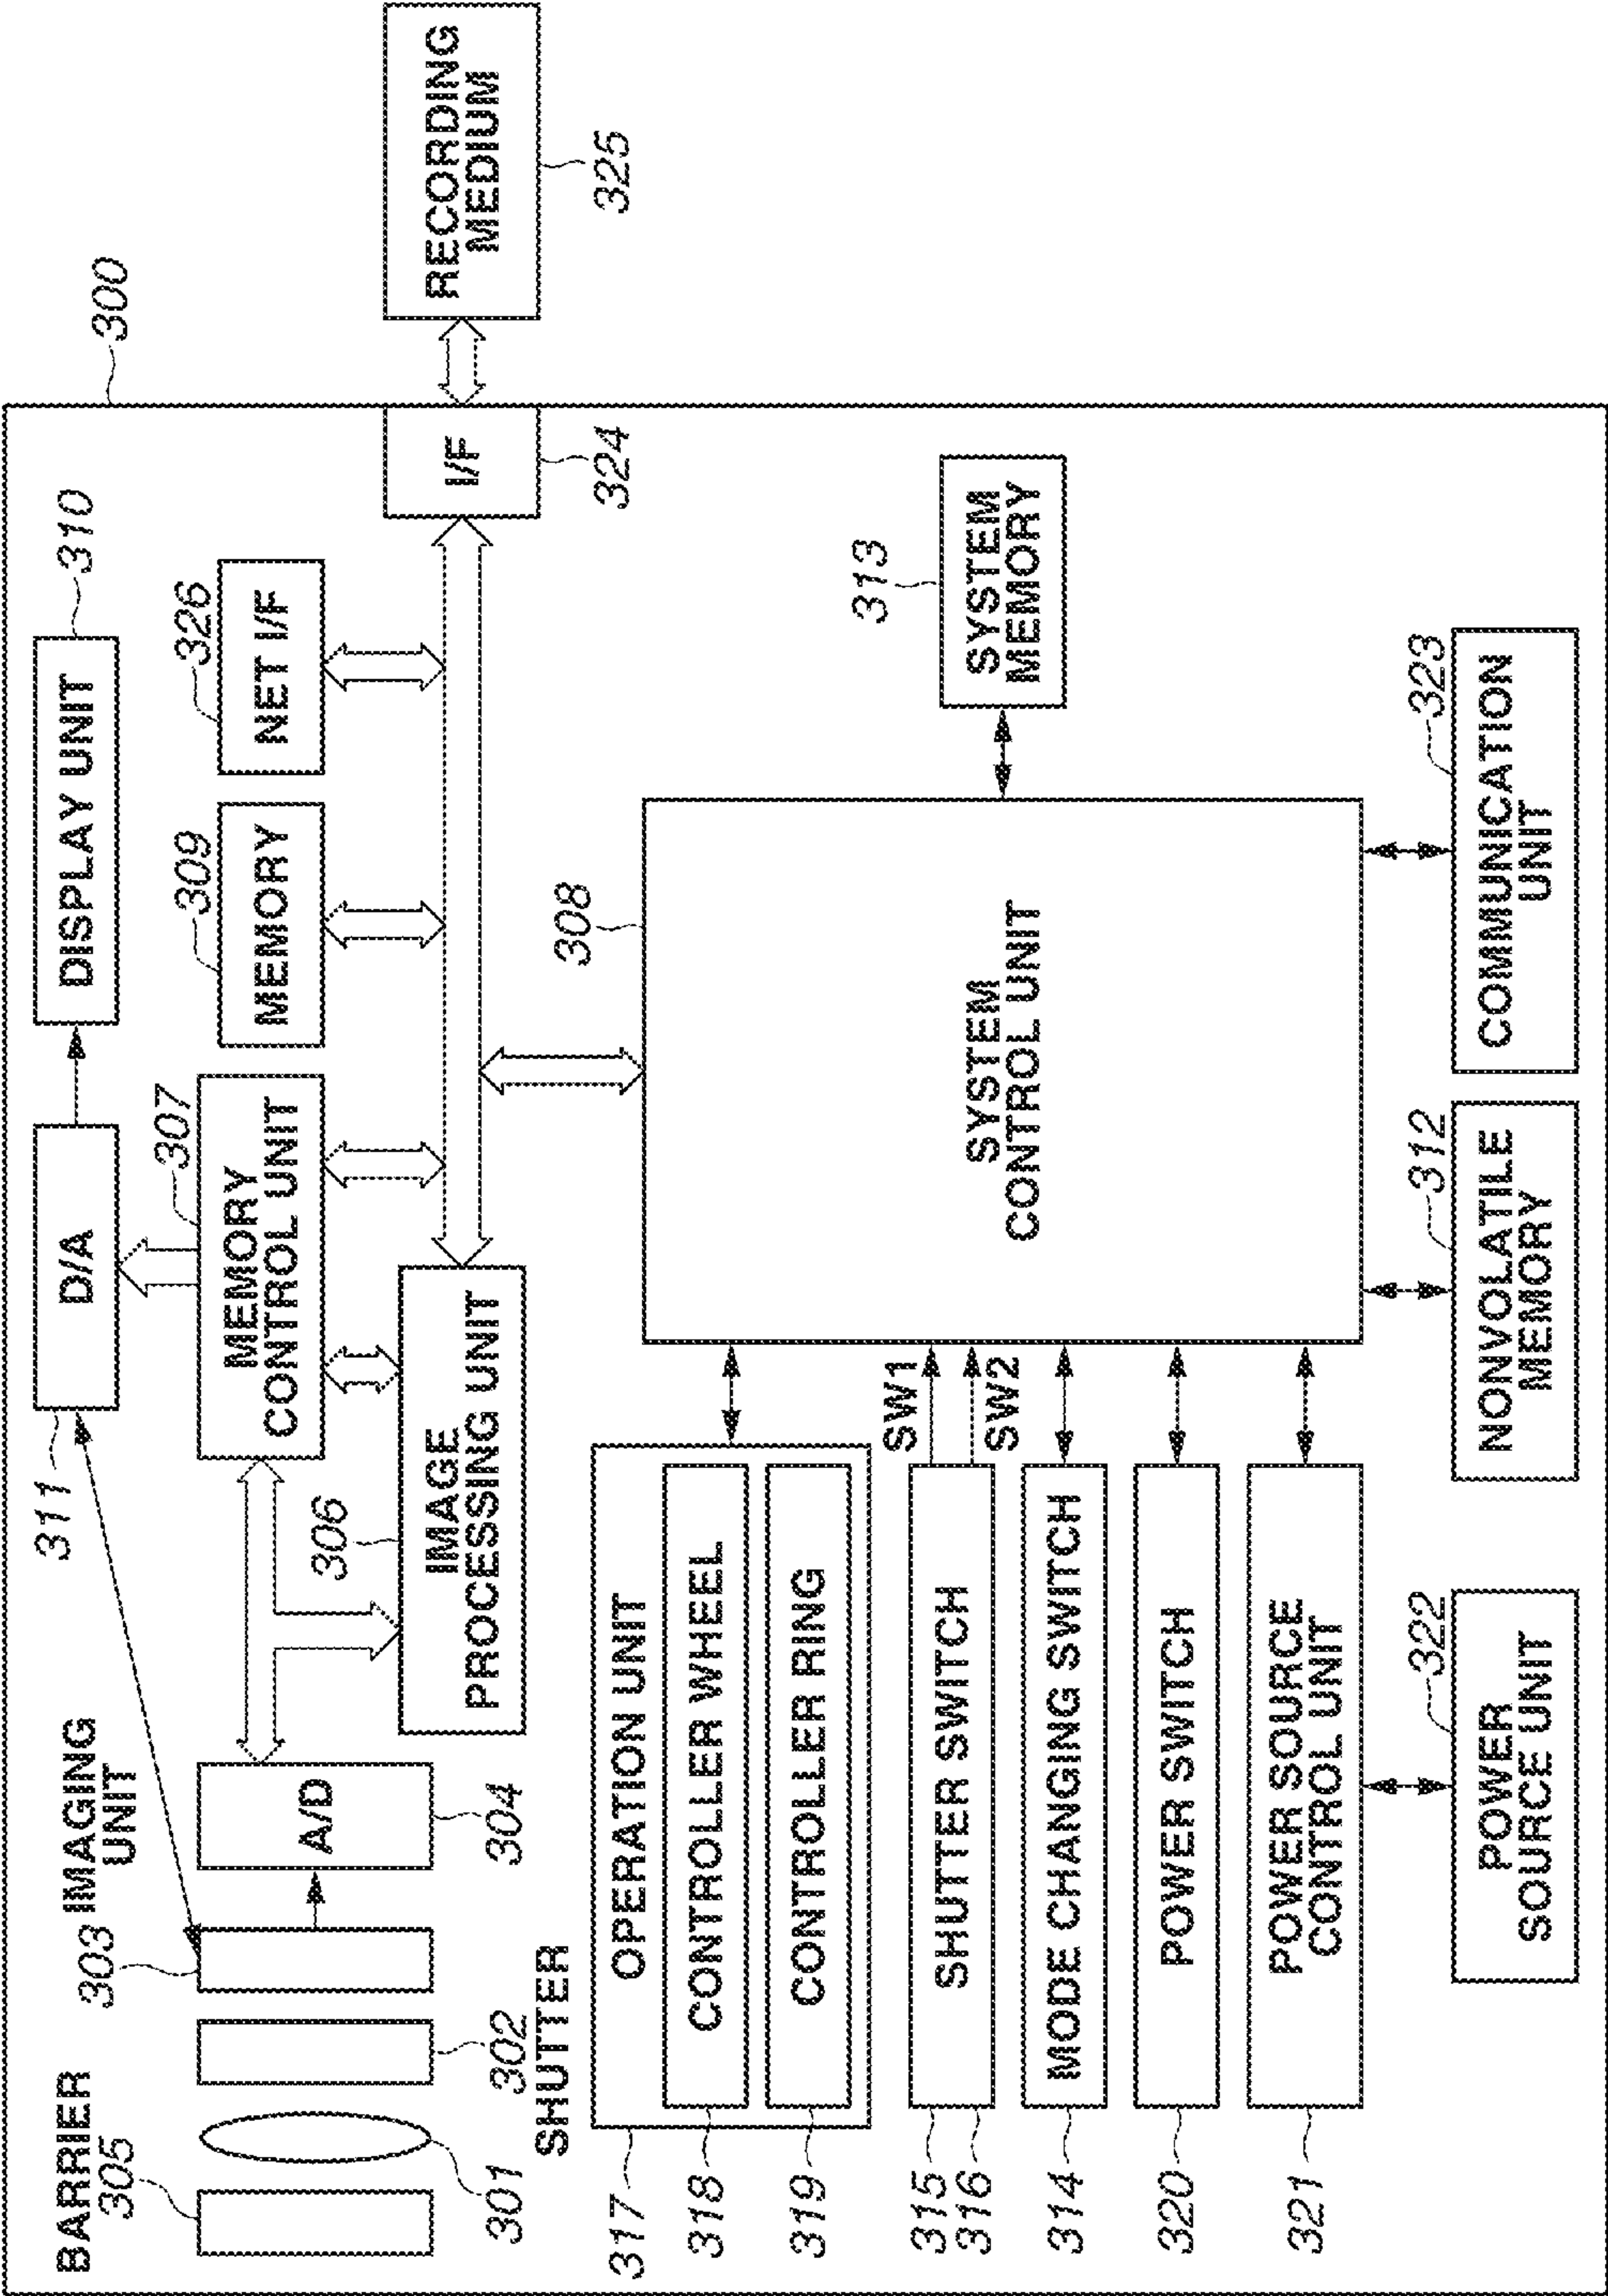 300
BARRIER
305
301
302
SHUTTER
303
IMAGING
UNIT
A/D
304
311
D/A
DISPLAY UNIT
310
307
MEMORY
CONTROL UNIT
309
MEMORY
326
NET I/F
306
IMAGE
PROCESSING UNIT
I/F
324
RECORDING
MEDIUM
325
317
OPERATION UNIT
318
CONTROLLER WHEEL
319
CONTROLLER RING
315
316
SHUTTER SWITCH
SW1
SW2
314
MODE CHANGING SWITCH
320
POWER SWITCH
321
POWER SOURCE
CONTROL UNIT
308
SYSTEM
CONTROL UNIT
313
SYSTEM
MEMORY
322
POWER
SOURCE UNIT
312
NONVOLATILE
MEMORY
323
COMMUNICATION
UNIT